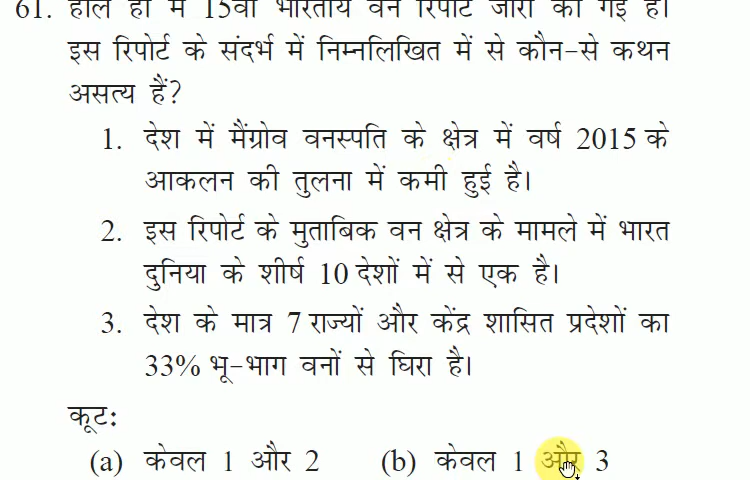 61. हाल ही में 15वीं भारतीय वन रिपोर्ट जारी की गई है।
इस रिपोर्ट के संदर्भ में निम्नलिखित में से कौन-से कथन
असत्य हैं?
1. देश में मैंग्रोव वनस्पति के क्षेत्र में वर्ष 2015 के
आकलन की तुलना में कमी हुई है।
2. इस रिपोर्ट के मुताबिक वन क्षेत्र के मामले में भारत
दुनिया के शीर्ष 10 देशों में से एक है।
3. देश के मात्र 7 राज्यों और केंद्र शासित प्रदेशों का
33% भू-भाग वनों से घिरा है।
कूटः
(a) केवल 1 और 2 (b) केवल 1 और 3